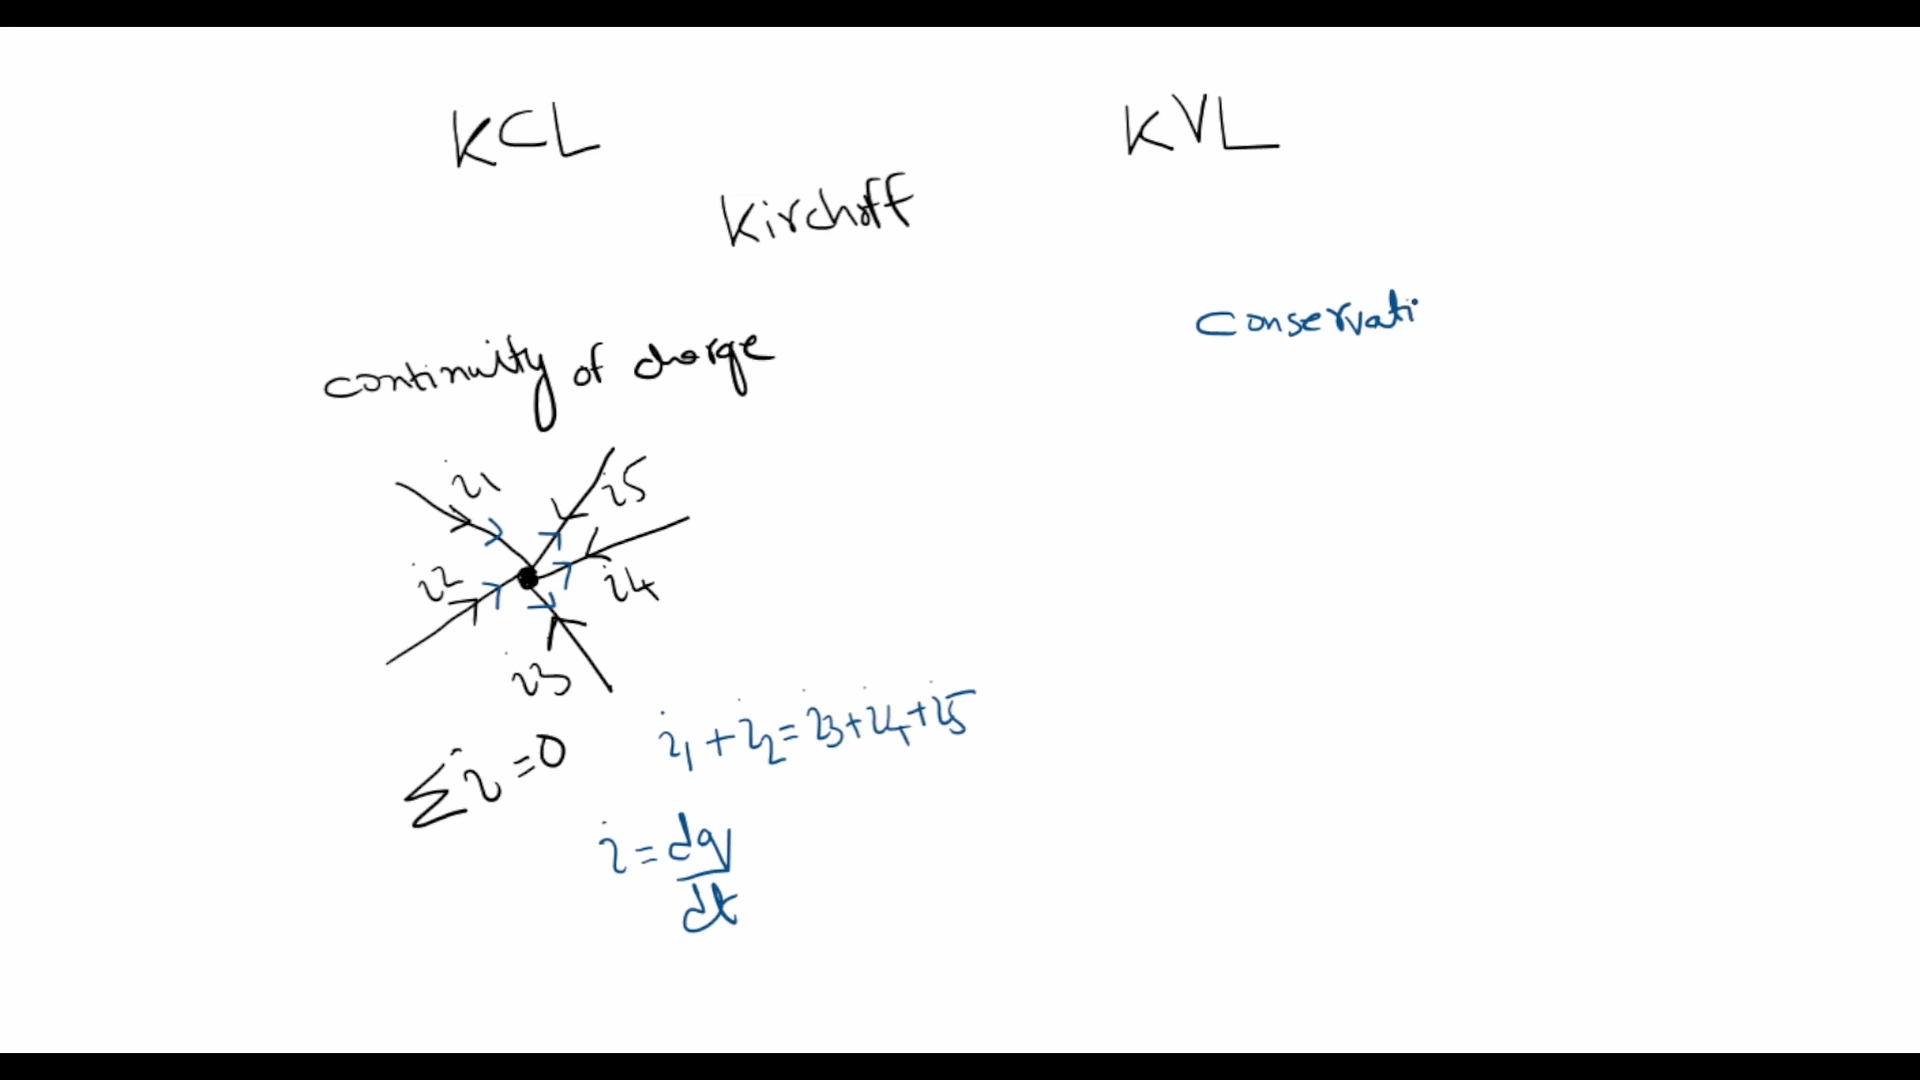 KCL
KVL
Kirchoff
continuity of charge
conservati
i1
i5
i2
i4
i3
i1 + i2 = i3 + i4 + i5
Σi = 0
i = dq/dt